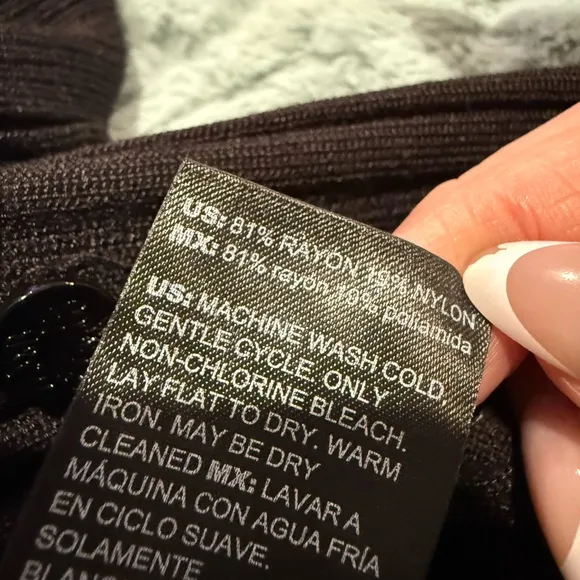 US: 81% RAYON 19% NYLON
MX: 81% rayon 19% poliamida
US: MACHINE WASH COLD,
GENTLE CYCLE. ONLY
NON-CHLORINE BLEACH.
LAY FLAT TO DRY. WARM
IRON. MAY BE DRY
CLEANED MX: LAVAR A
MÁQUINA CON AGUA FRÍA
EN CICLO SUAVE.
SOLAMENTE